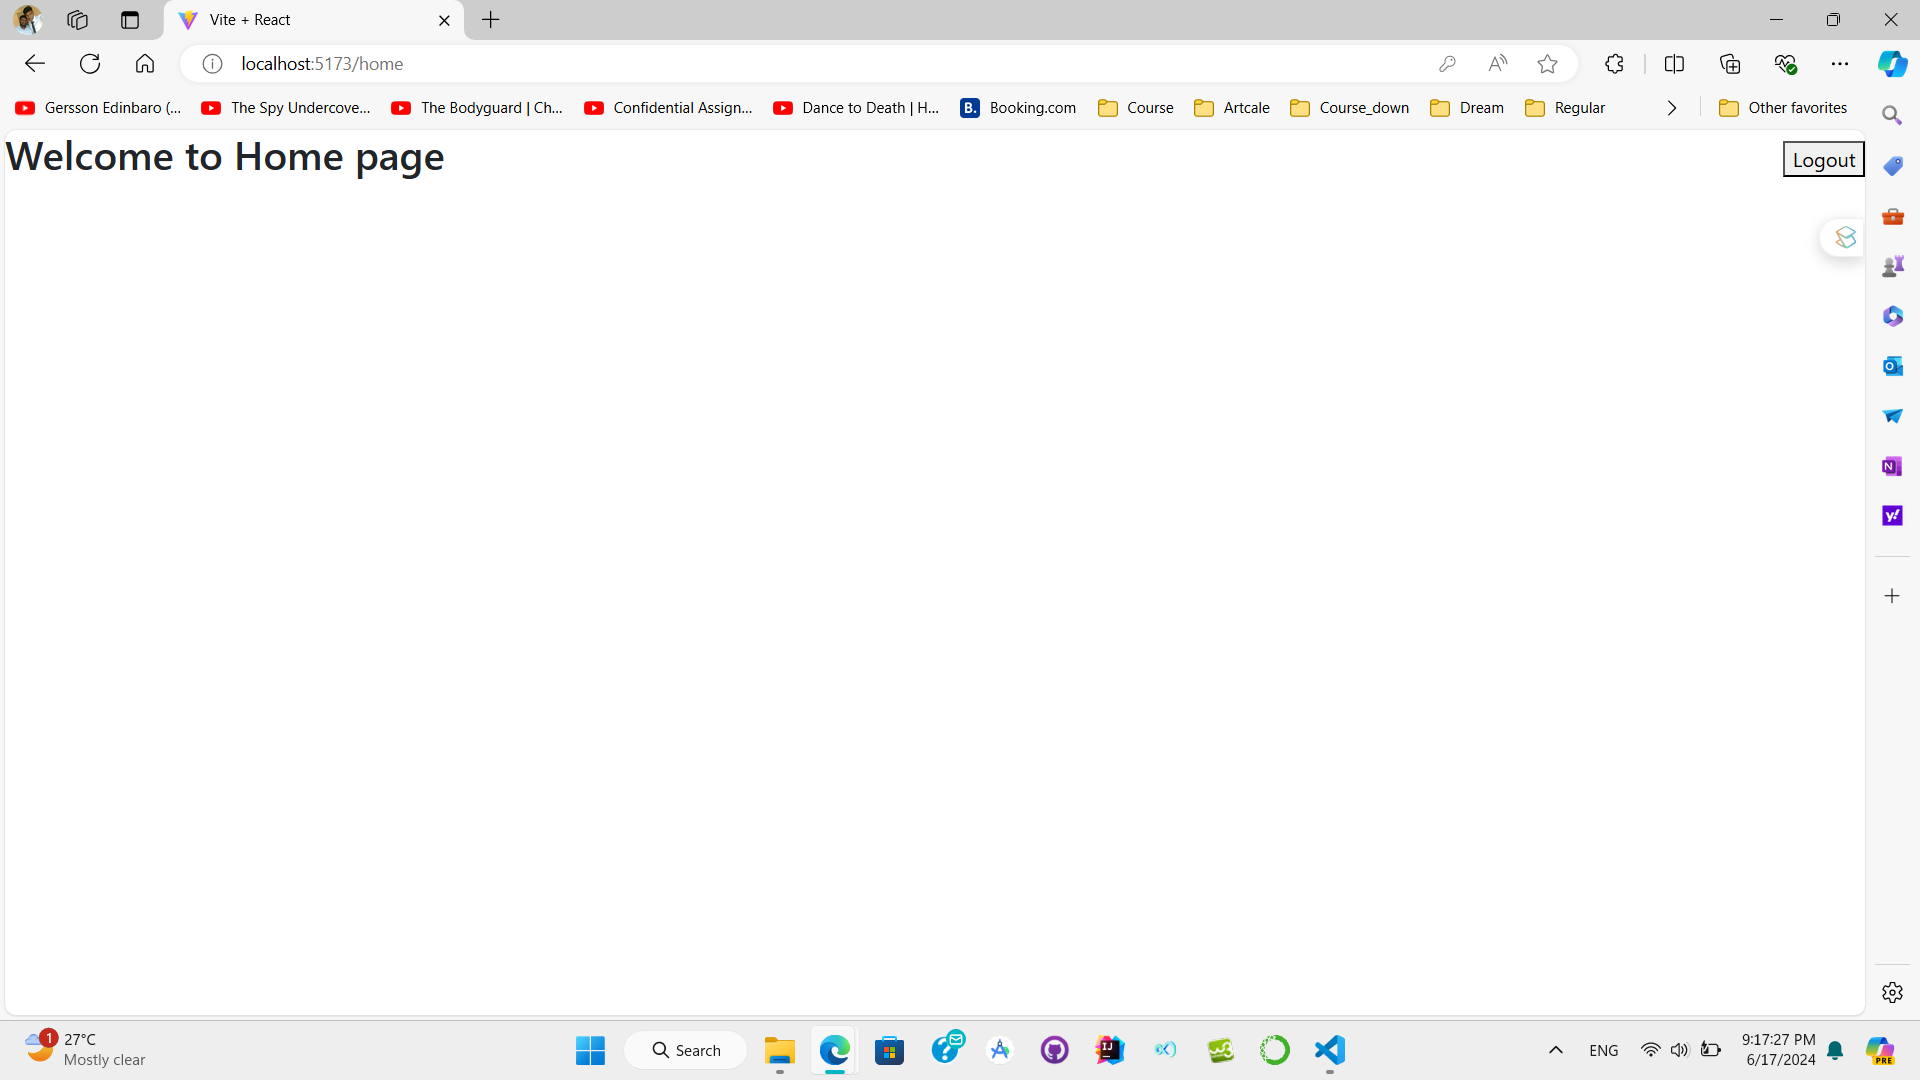 Vite + React
localhost:5173/home
Gersson Edinbaro (... The Spy Undercove... The Bodyguard | Ch... Confidential Assign... Dance to Death | H... B. Booking.com Course Artcale Course_down Dream Regular Other favorites
Welcome to Home page Logout
1 27°C
Mostly clear
Search
ENG
9:17:27 PM
6/17/2024
PRE